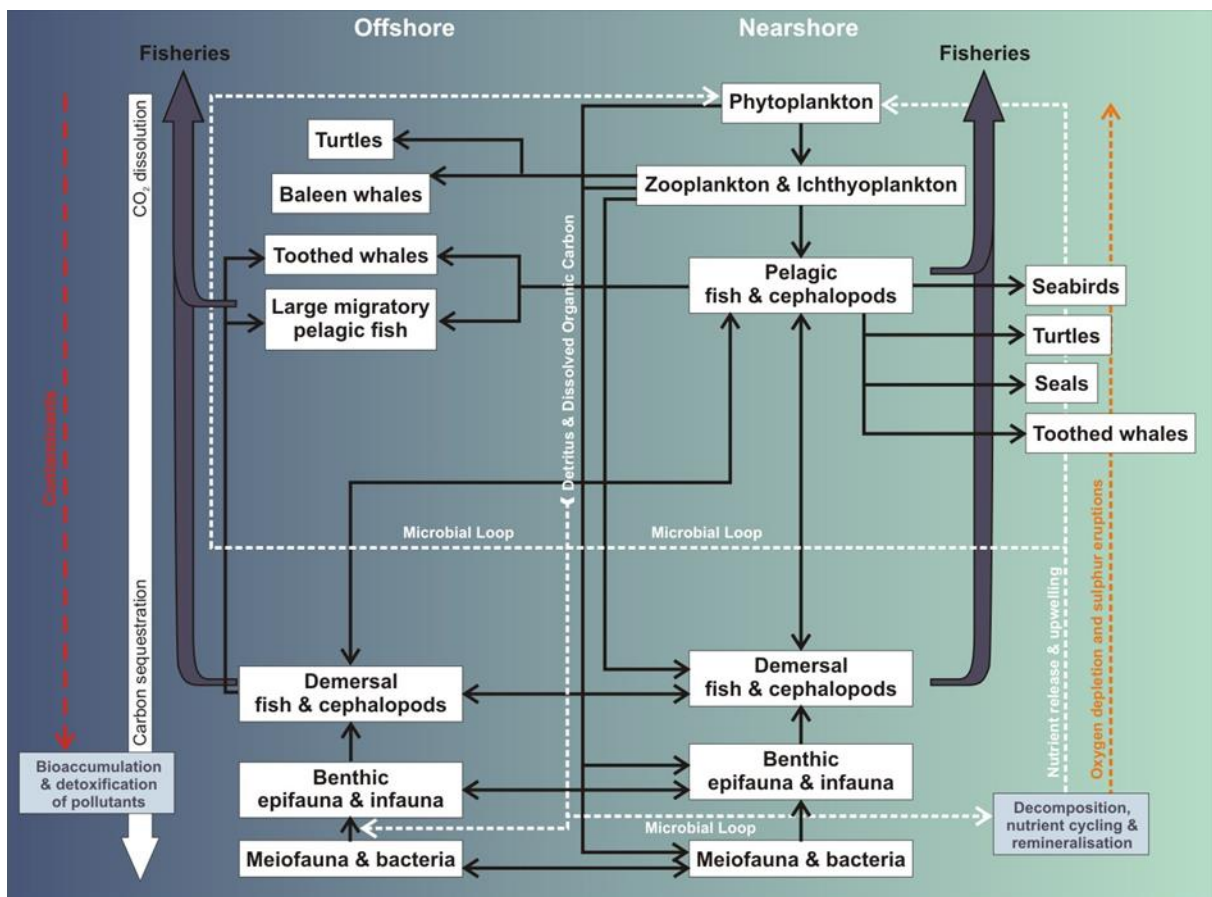 Offshore
Nearshore
Fisheries
Fisheries
Phytoplankton
Turtles
Zooplankton & Ichthyoplankton
Baleen whales
Toothed whales
Pelagic
fish & cephalopods
Large migratory
pelagic fish
Seabirds
Turtles
Seals
Toothed whales
CO₂ dissolution
Contaminants
Carbon sequestration
Detritus & Dissolved Organic Carbon
Microbial Loop
Microbial Loop
Nutrient release & upwelling
Oxygen depletion and sulphur eruptions
Demersal
fish & cephalopods
Demersal
fish & cephalopods
Bioaccumulation
& detoxification
of pollutants
Benthic
epifauna & infauna
Benthic
epifauna & infauna
Decomposition,
nutrient cycling &
remineralisation
Microbial Loop
Meiofauna & bacteria
Meiofauna & bacteria